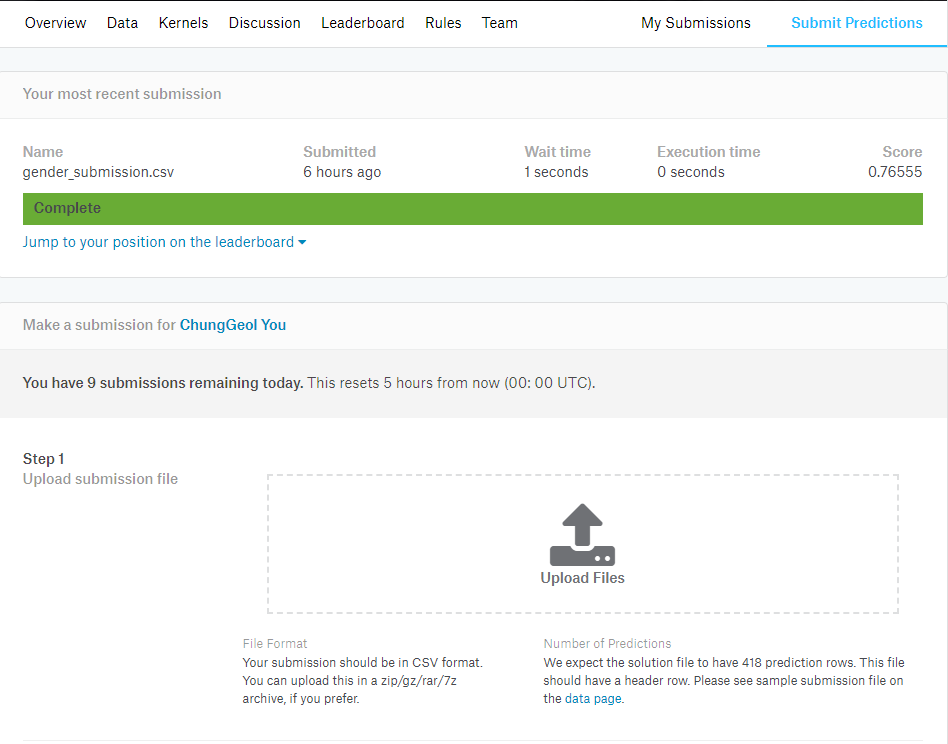 Overview Data Kernels Discussion Leaderboard Rules Team My Submissions Submit Predictions
Your most recent submission
Name Submitted Wait time Execution time Score
gender_submission.csv 6 hours ago 1 seconds 0 seconds 0.76555
Complete
Jump to your position on the leaderboard
Make a submission for ChungGeol You
You have 9 submissions remaining today. This resets 5 hours from now (00: 00 UTC).
Step 1
Upload submission file
Upload Files
File Format
Your submission should be in CSV format.
You can upload this in a zip/gz/rar/7z
archive, if you prefer.
Number of Predictions
We expect the solution file to have 418 prediction rows. This file
should have a header row. Please see sample submission file on
the data page.